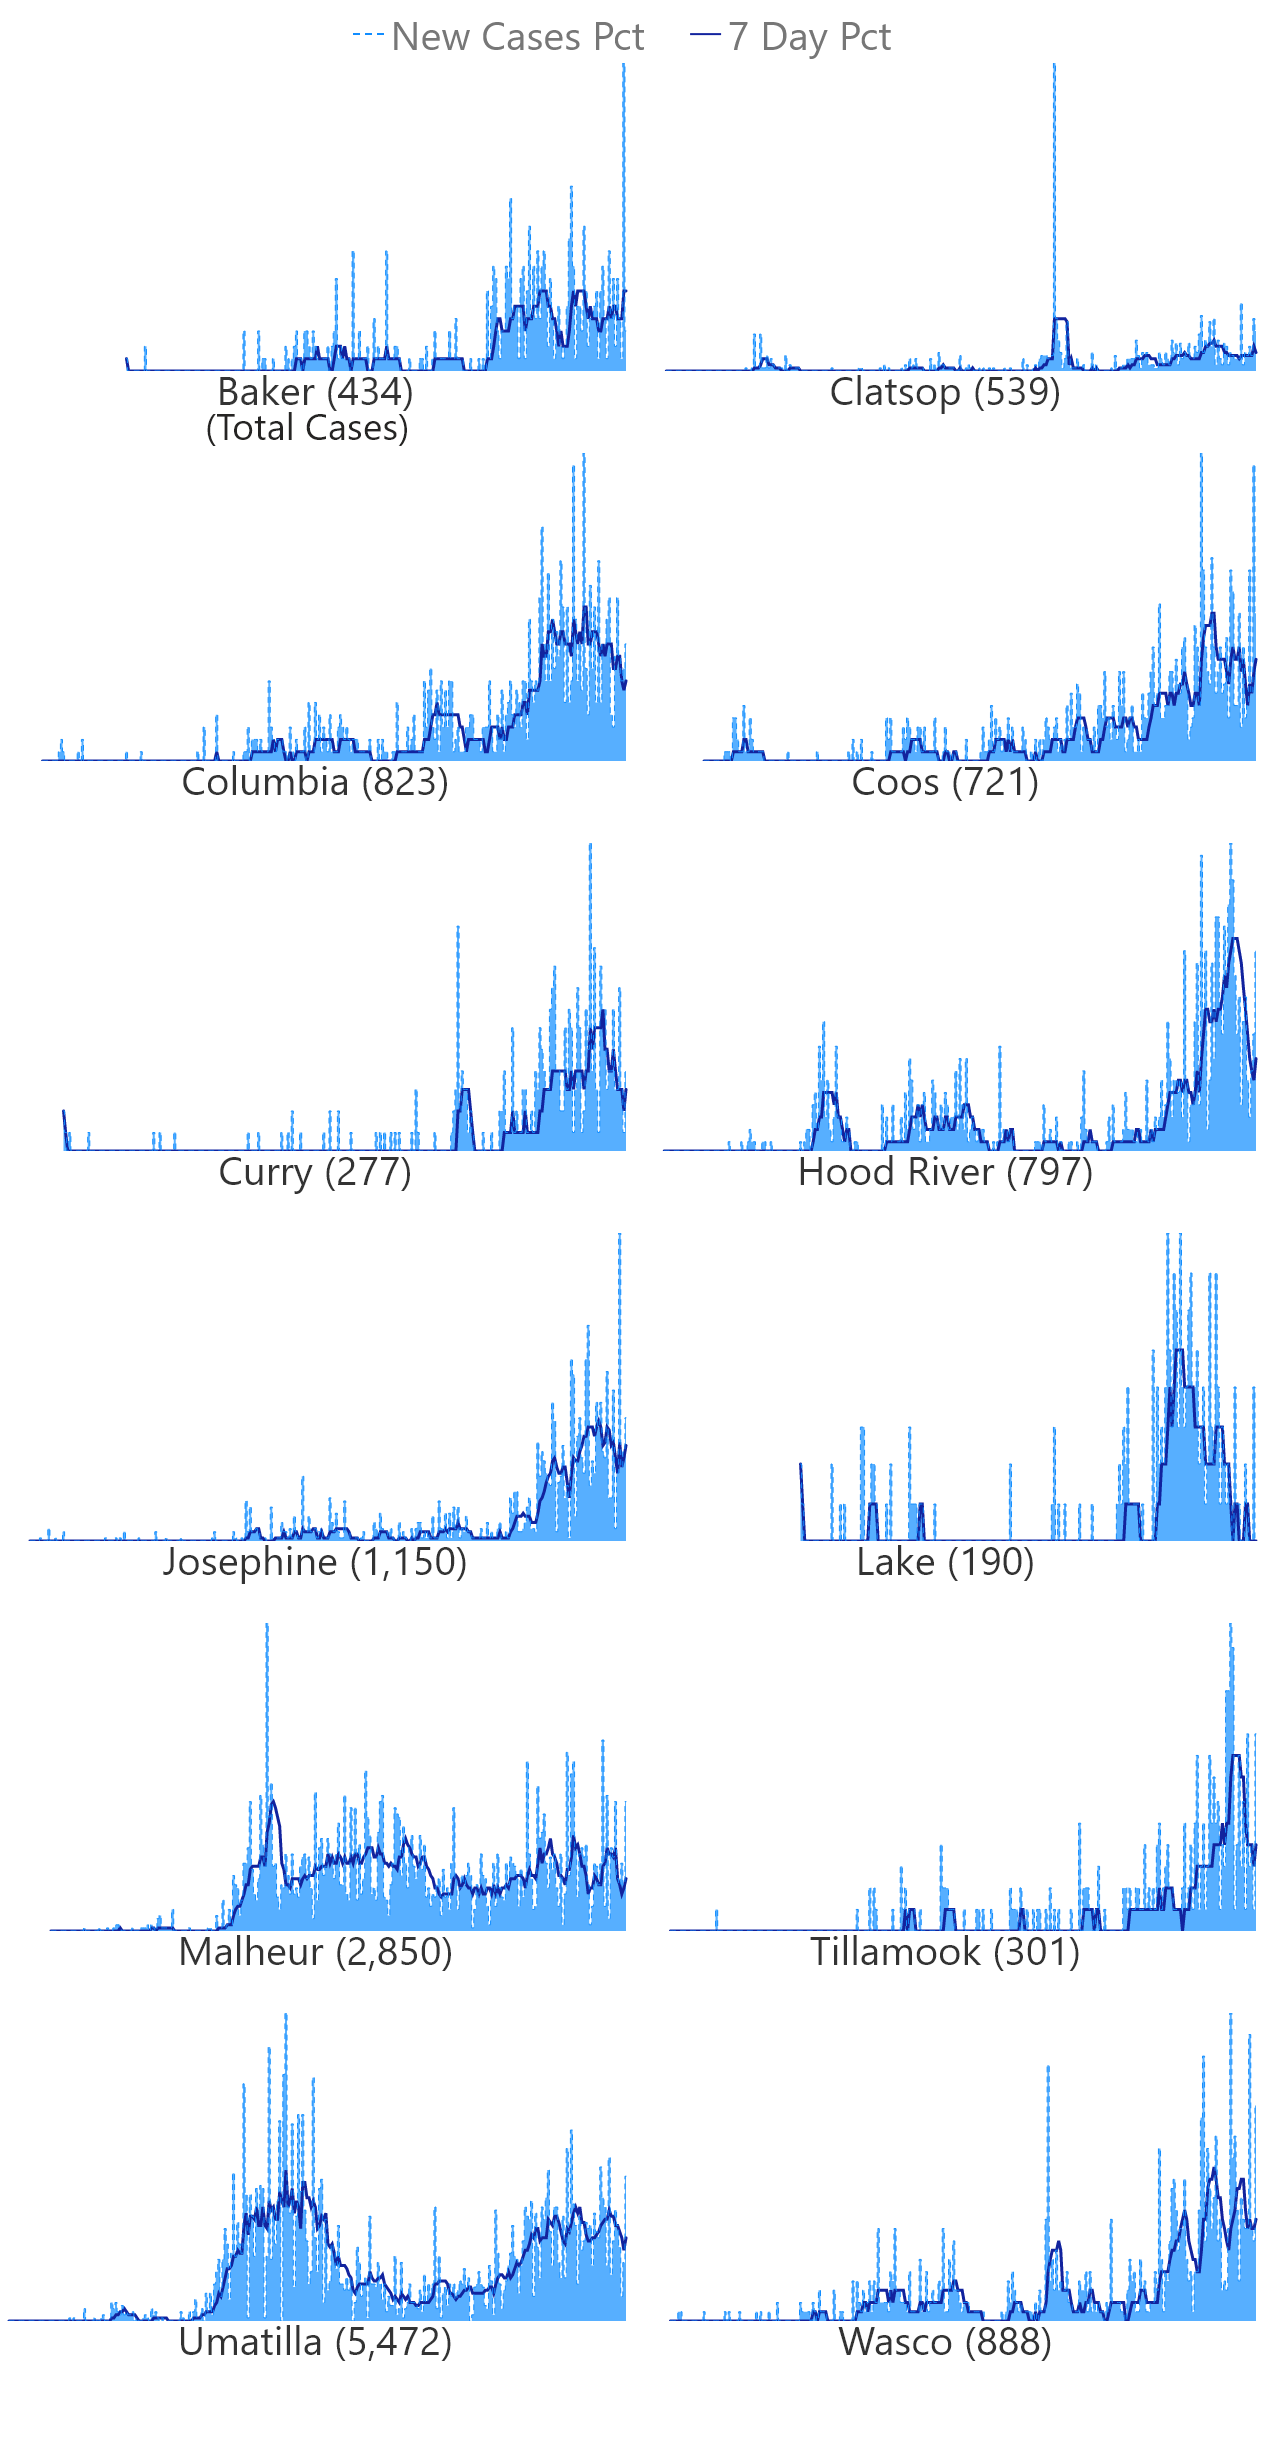 New Cases Pct 7 Day Pct
Baker (434) Clatsop (539)
(Total Cases)
Columbia (823) Coos (721)
Curry (277) Hood River (797)
Josephine (1,150) Lake (190)
Malheur (2,850) Tillamook (301)
Umatilla (5,472) Wasco (888)